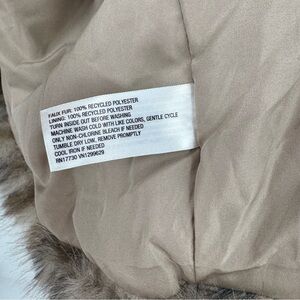 FAUX FUR: 100% RECYCLED POLYESTER
LINING: 100% RECYCLED POLYESTER
TURN INSIDE OUT BEFORE WASHING
MACHINE WASH COLD WITH LIKE COLORS, GENTLE CYCLE
ONLY NON-CHLORINE BLEACH IF NEEDED
TUMBLE DRY LOW, REMOVE PROMPTLY
COOL IRON IF NEEDED
RN17730 VN1299629